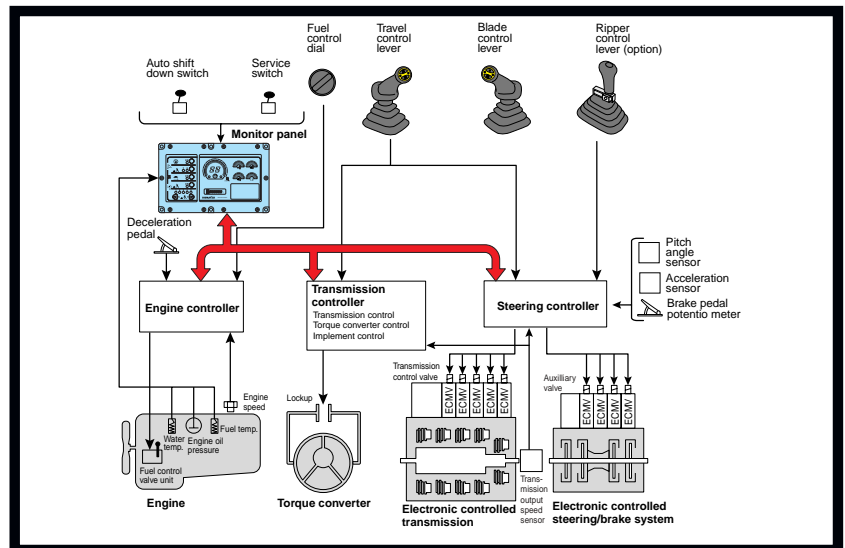 Fuel
control
dial
Travel
control
lever
Blade
control
lever
Ripper
control
lever (option)
Auto shift
down switch
Service
switch
Monitor panel
Deceleration
pedal
Pitch
angle
sensor
Acceleration
sensor
Brake pedal
potentio meter
Engine controller
Transmission
controller
Transmission control
Torque converter control
Implement control
Steering controller
Transmission
control valve
ECMV
ECMV
ECMV
ECMV
ECMV
Auxilliary
valve
ECMV
ECMV
ECMV
ECMV
Engine
speed
Lockup
Water
temp.
Engine oil
pressure
Fuel temp.
Fuel control
valve unit
Engine
Torque converter
Electronic controlled
transmission
Trans-
mission
output
speed
sensor
Electronic controlled
steering/brake system